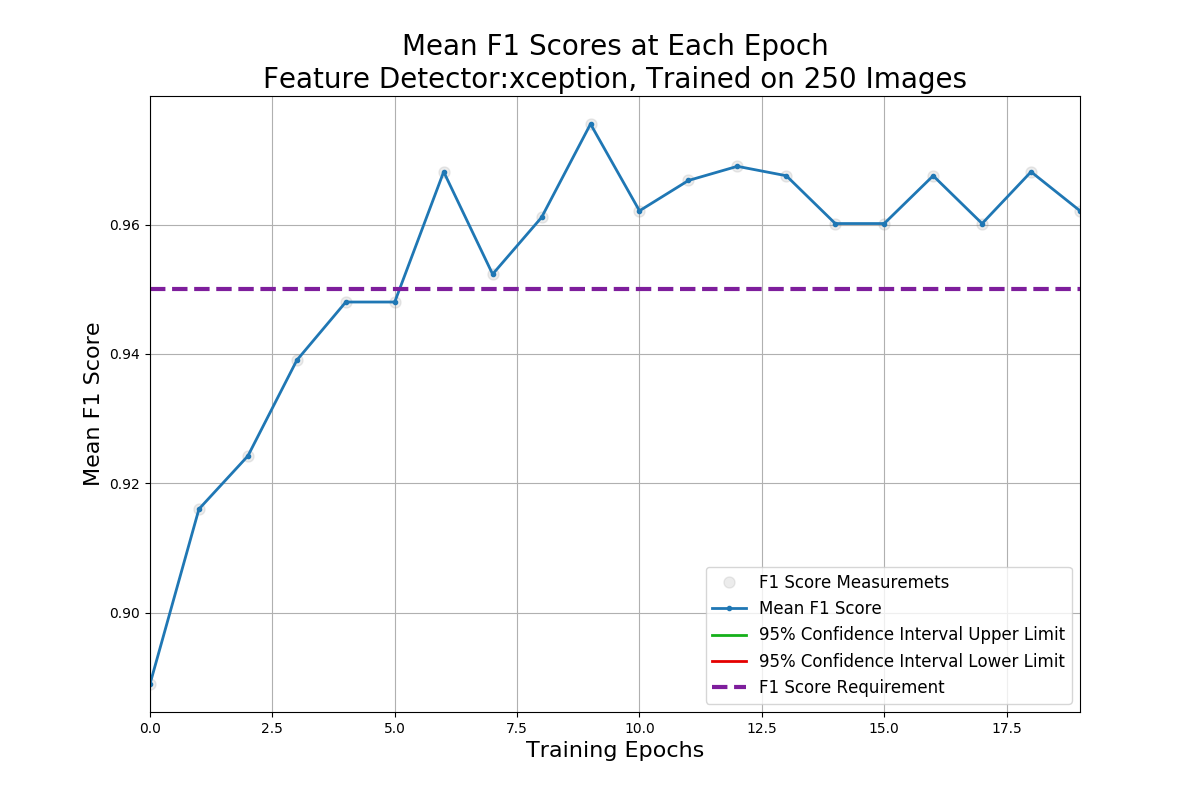 Mean F1 Scores at Each Epoch
Feature Detector:xception, Trained on 250 Images
Mean F1 Score
0.96
0.94
0.92
0.90
F1 Score Measuremets
Mean F1 Score
95% Confidence Interval Upper Limit
95% Confidence Interval Lower Limit
F1 Score Requirement
0.0 2.5 5.0 7.5 10.0 12.5 15.0 17.5
Training Epochs